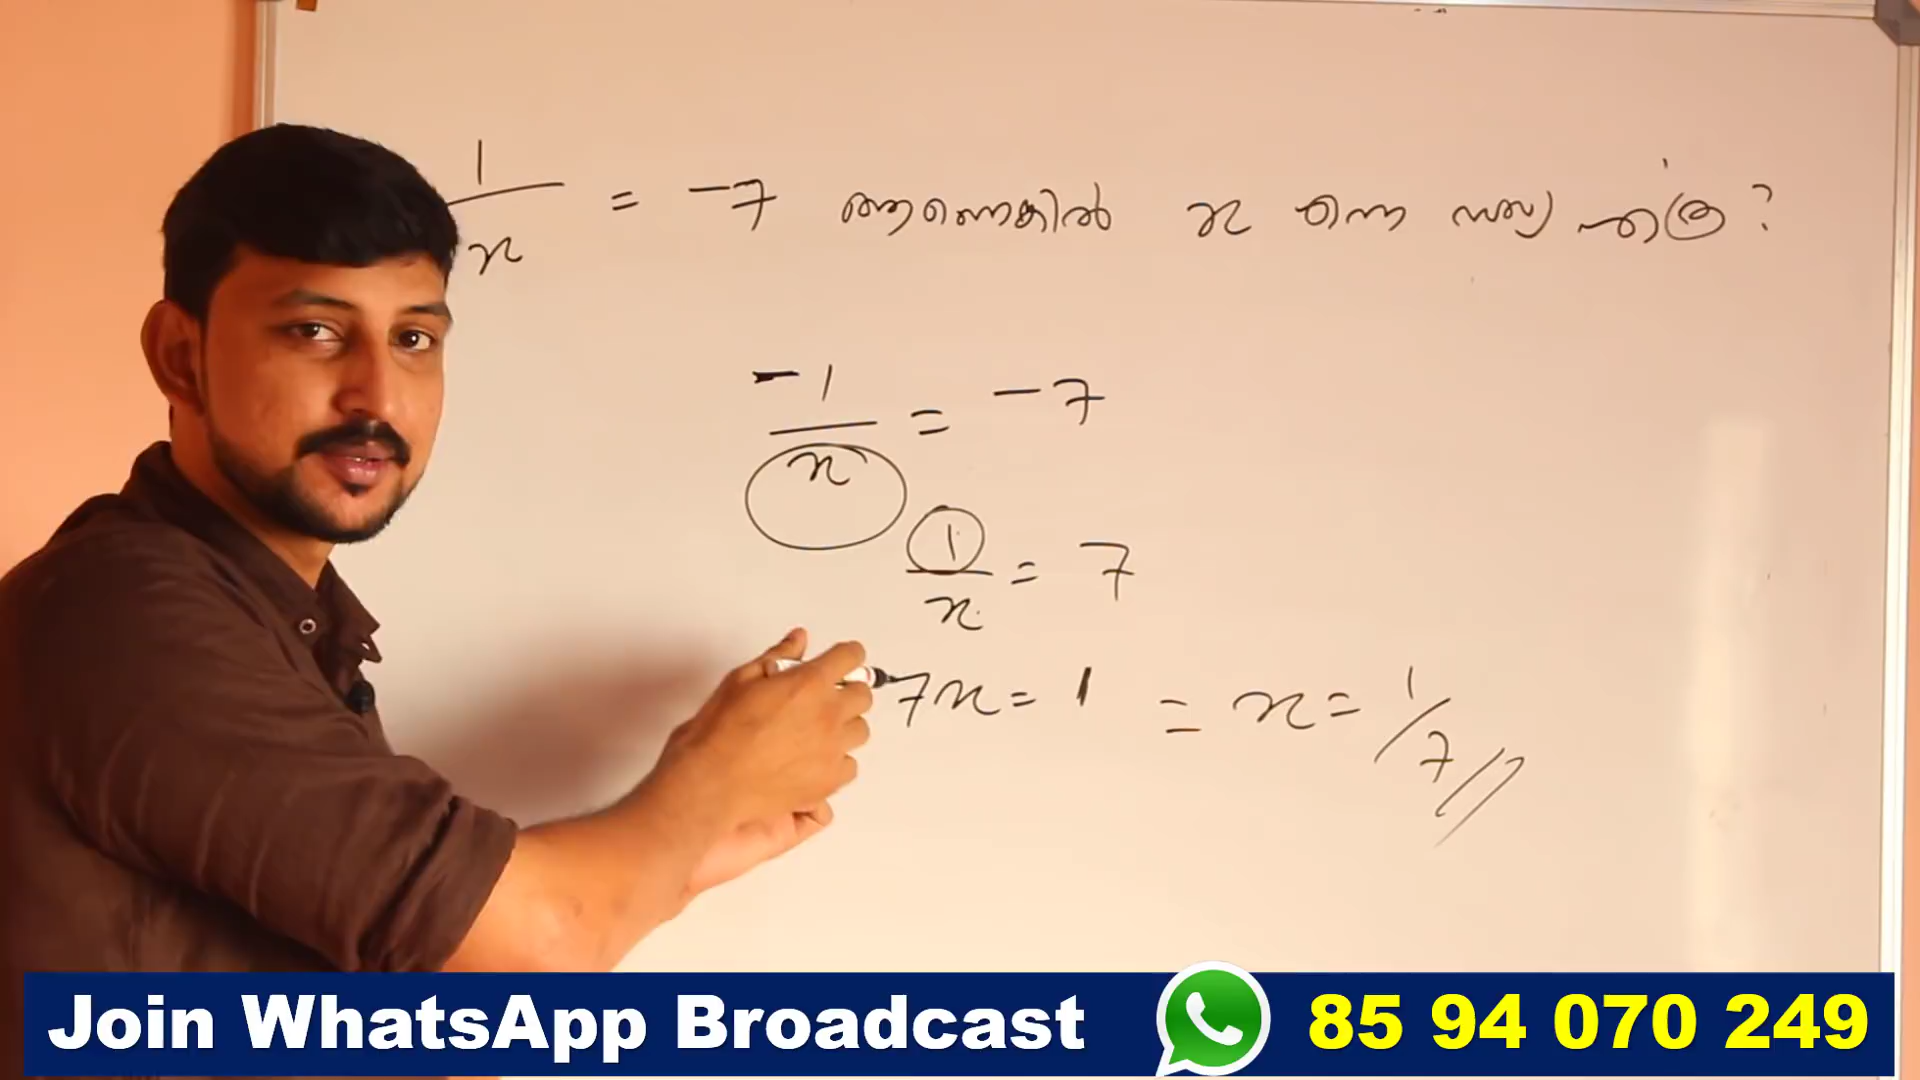 1/x = -7 ആണെങ്കിൽ x എന്ന സംഖ്യ എത്ര?
-1/x = -7
1/x = 7
7x = 1 = x = 1/7
Join WhatsApp Broadcast 85 94 070 249